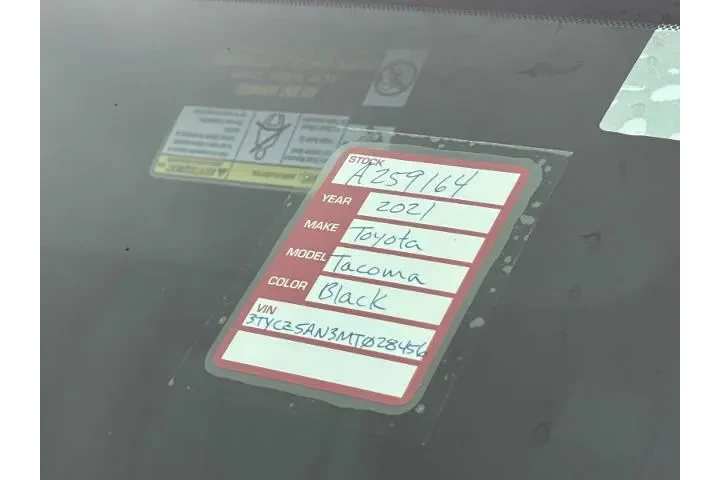 STOCK
A259164
YEAR 2021
MAKE Toyota
MODEL Tacoma
COLOR Black
VIN
3TYCZ5AN3MT028456